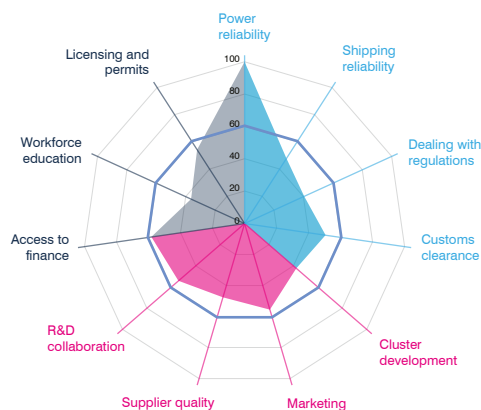 Power
reliability
Shipping
reliability
Licensing and
permits
100
80
60
40
20
0
Workforce
education
Dealing with
regulations
Access to
finance
Customs
clearance
R&D
collaboration
Cluster
development
Supplier quality
Marketing